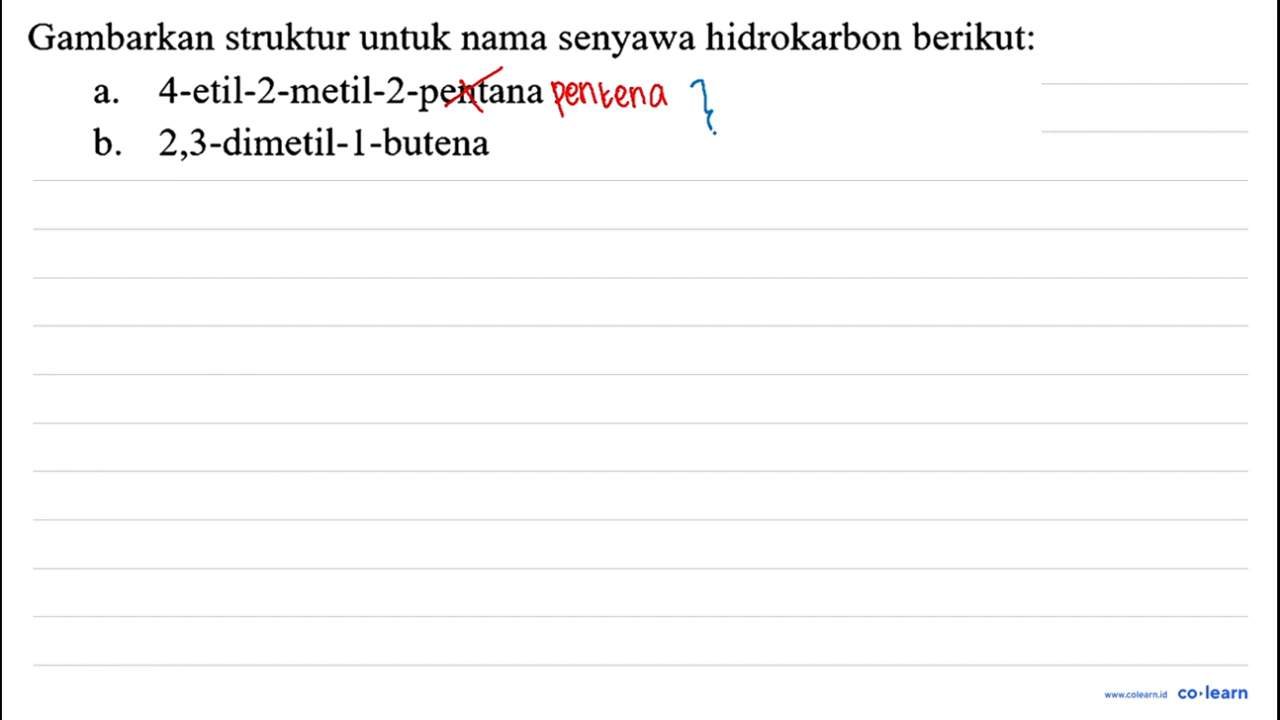 Gambarkan struktur untuk nama senyawa hidrokarbon berikut:
a. 4-etil-2-metil-2-pentana pentena }
b. 2,3-dimetil-1-butena
www.colearn.id co·learn